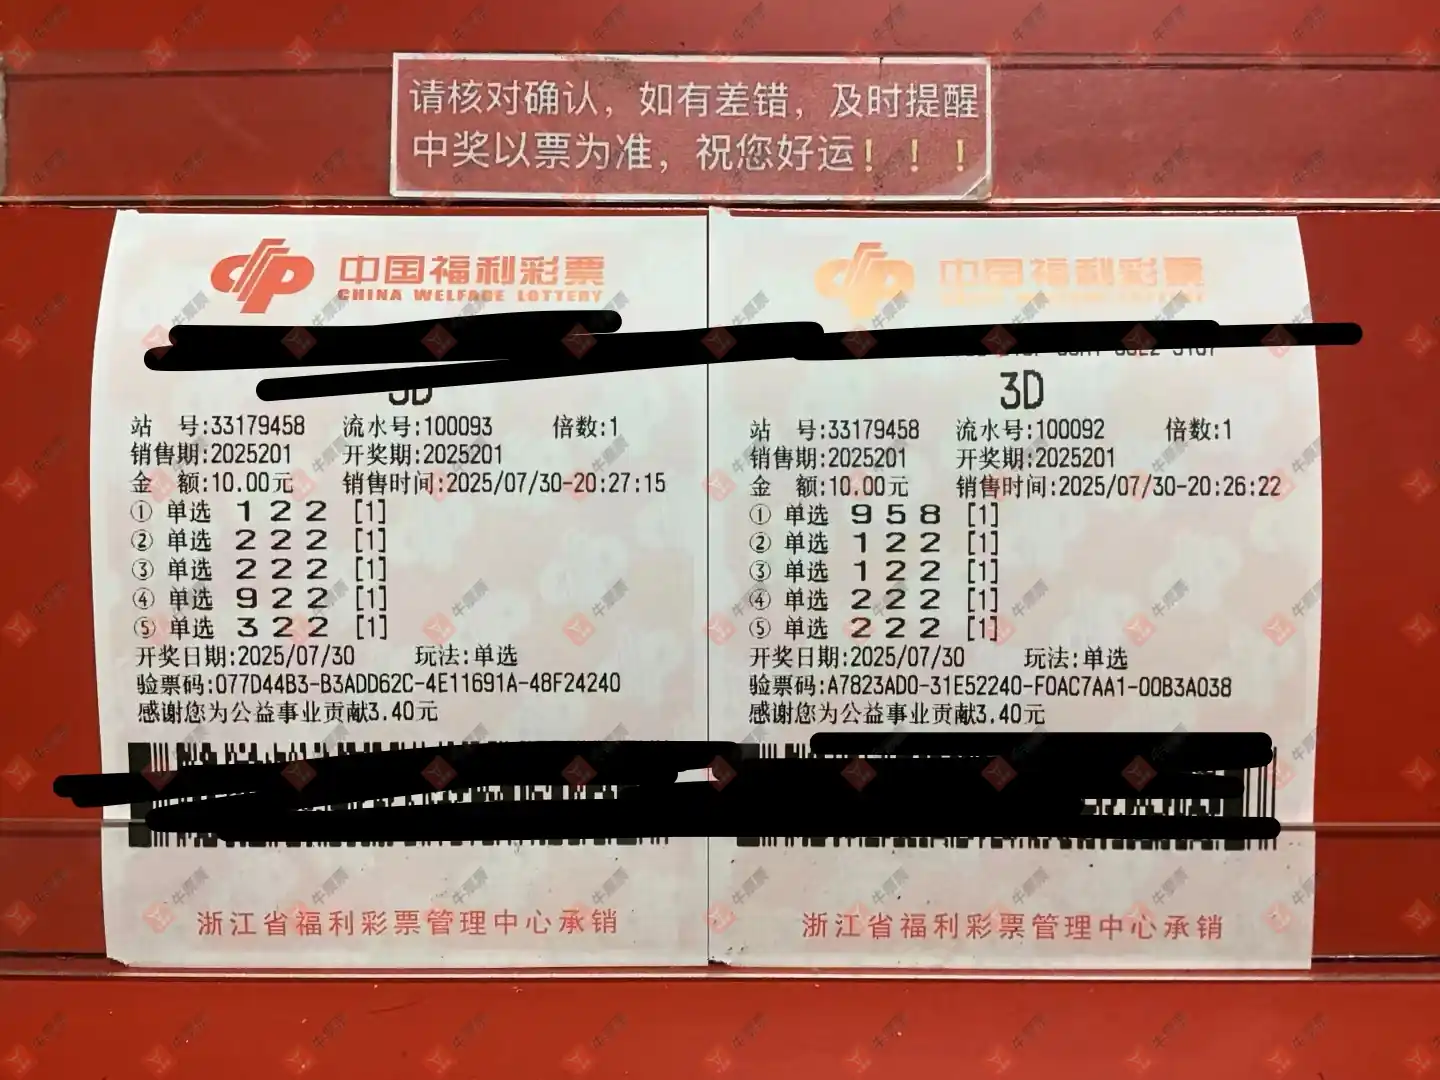 请核对确认，如有差错，及时提醒
中奖以票为准，祝您好运！！！
中国福利彩票
CHINA WELFARE LOTTERY
3D
站 号:33179458 流水号:100093 倍数:1
销售期:2025201 开奖期:2025201
金 额:10.00元 销售时间:2025/07/30-20:27:15
① 单选 1 2 2 [1]
② 单选 2 2 2 [1]
③ 单选 2 2 2 [1]
④ 单选 9 2 2 [1]
⑤ 单选 3 2 2 [1]
开奖日期:2025/07/30 玩法:单选
验票码:077D44B3-B3ADD62C-4E11691A-48F24240
感谢您为公益事业贡献3.40元
浙江省福利彩票管理中心承销
中国福利彩票
3D
站 号:33179458 流水号:100092 倍数:1
销售期:2025201 开奖期:2025201
金 额:10.00元 销售时间:2025/07/30-20:26:22
① 单选 9 5 8 [1]
② 单选 1 2 2 [1]
③ 单选 1 2 2 [1]
④ 单选 2 2 2 [1]
⑤ 单选 2 2 2 [1]
开奖日期:2025/07/30 玩法:单选
验票码:A7823AD0-31E52240-F0AC7AA1-00B3A038
感谢您为公益事业贡献3.40元
浙江省福利彩票管理中心承销